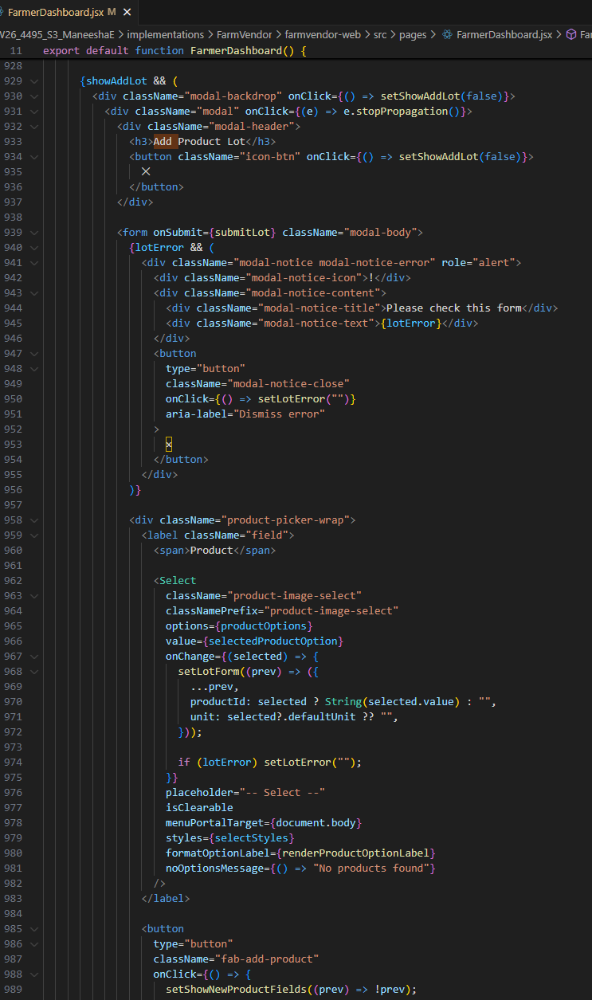 FarmerDashboard.jsx M ✕
W26_4495_S3_ManeeshaE > implementations > FarmVendor > farmvendor-web > src > pages > FarmerDashboard.jsx > Far
11 export default function FarmerDashboard() {
928
929 {showAddLot && (
930 <div className="modal-backdrop" onClick={() => setShowAddLot(false)}>
931 <div className="modal" onClick={(e) => e.stopPropagation()}>
932 <div className="modal-header">
933 <h3>Add Product Lot</h3>
934 <button className="icon-btn" onClick={() => setShowAddLot(false)}>
935 ✕
936 </button>
937 </div>
938
939 <form onSubmit={submitLot} className="modal-body">
940 {lotError && (
941 <div className="modal-notice modal-notice-error" role="alert">
942 <div className="modal-notice-icon">!</div>
943 <div className="modal-notice-content">
944 <div className="modal-notice-title">Please check this form</div>
945 <div className="modal-notice-text">{lotError}</div>
946 </div>
947 <button
948 type="button"
949 className="modal-notice-close"
950 onClick={() => setLotError("")}
951 aria-label="Dismiss error"
952 >
953 ×
954 </button>
955 </div>
956 )}
957
958 <div className="product-picker-wrap">
959 <label className="field">
960 <span>Product</span>
961
962 <Select
963 className="product-image-select"
964 classNamePrefix="product-image-select"
965 options={productOptions}
966 value={selectedProductOption}
967 onChange={(selected) => {
968 setLotForm((prev) => ({
969 ...prev,
970 productId: selected ? String(selected.value) : "",
971 unit: selected?.defaultUnit ?? "",
972 }));
973
974 if (lotError) setLotError("");
975 }}
976 placeholder="-- Select --"
977 isClearable
978 menuPortalTarget={document.body}
979 styles={selectStyles}
980 formatOptionLabel={renderProductOptionLabel}
981 noOptionsMessage={() => "No products found"}
982 />
983 </label>
984
985 <button
986 type="button"
987 className="fab-add-product"
988 onClick={() => {
989 setShowNewProductFields((prev) => !prev);